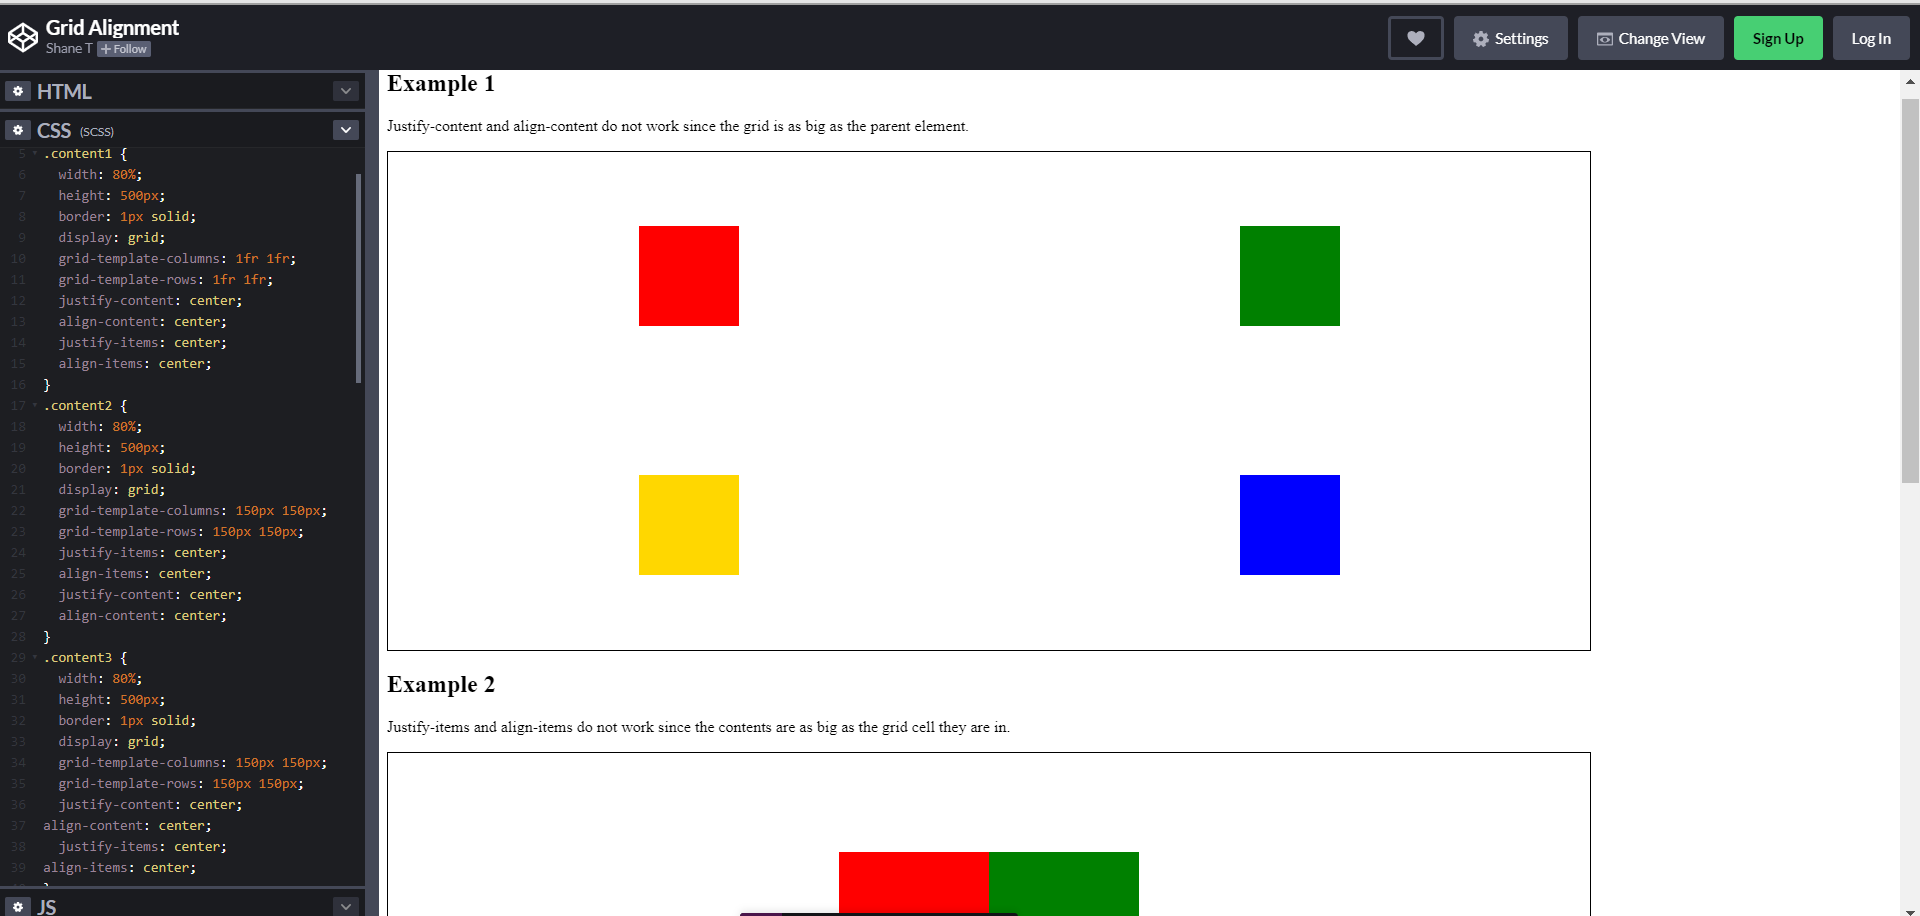 Grid Alignment
Shane T + Follow
Settings
Change View
Sign Up
Log In
HTML
CSS (SCSS)
5 .content1 {
6 width: 80%;
7 height: 500px;
8 border: 1px solid;
9 display: grid;
10 grid-template-columns: 1fr 1fr;
11 grid-template-rows: 1fr 1fr;
12 justify-content: center;
13 align-content: center;
14 justify-items: center;
15 align-items: center;
16 }
17 .content2 {
18 width: 80%;
19 height: 500px;
20 border: 1px solid;
21 display: grid;
22 grid-template-columns: 150px 150px;
23 grid-template-rows: 150px 150px;
24 justify-items: center;
25 align-items: center;
26 justify-content: center;
27 align-content: center;
28 }
29 .content3 {
30 width: 80%;
31 height: 500px;
32 border: 1px solid;
33 display: grid;
34 grid-template-columns: 150px 150px;
35 grid-template-rows: 150px 150px;
36 justify-content: center;
37 align-content: center;
38 justify-items: center;
39 align-items: center;
JS
Example 1
Justify-content and align-content do not work since the grid is as big as the parent element.
Example 2
Justify-items and align-items do not work since the contents are as big as the grid cell they are in.